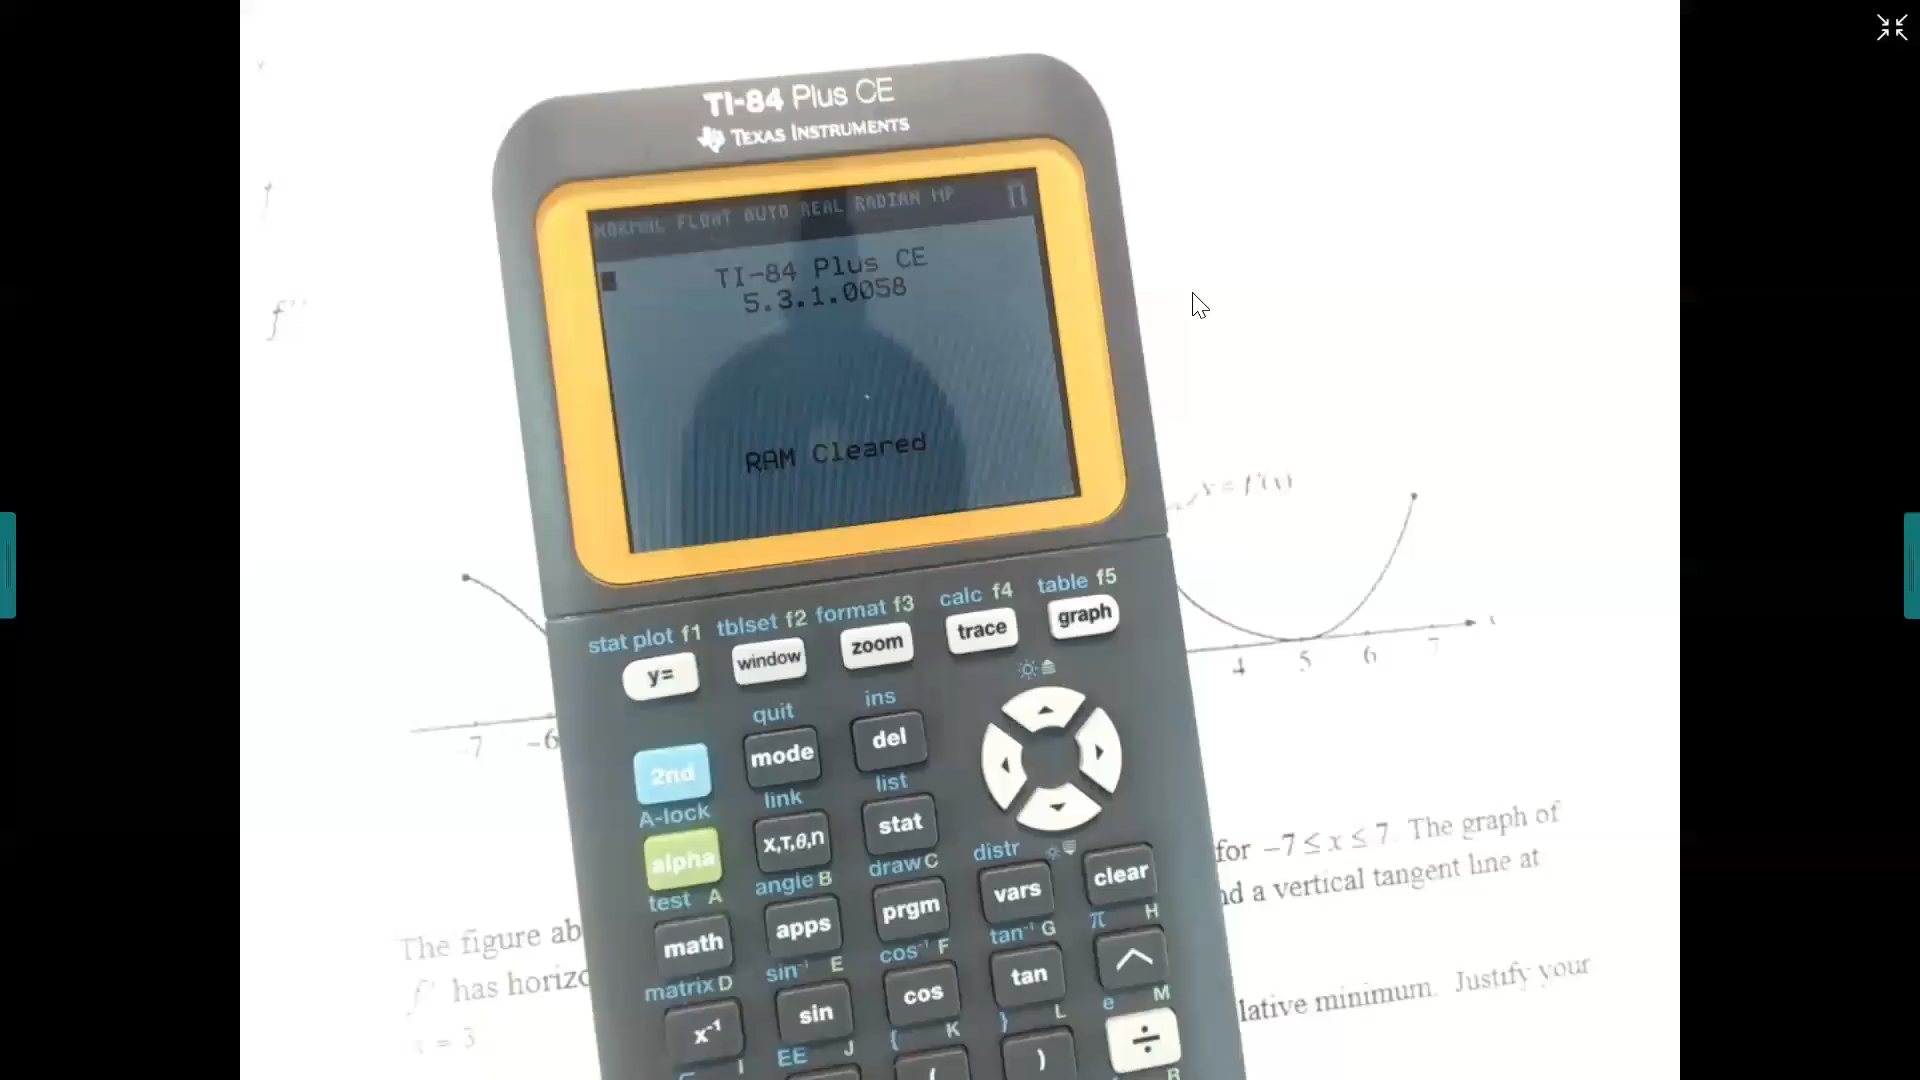 TI-84 Plus CE
TEXAS INSTRUMENTS
NORMAL FLOAT AUTO REAL RADIAN MP
TI-84 Plus CE
5.3.1.0058
RAM Cleared
f''
y = f'(x)
stat plot f1 tblset f2 format f3 calc f4 table f5
y= window zoom trace graph
4 5 6 7
-7 -6
quit ins
2nd mode del
A-lock link list
alpha X,T,θ,n stat
test A angle B draw C distr
math apps prgm vars clear
matrix D sin⁻¹ E cos⁻¹ F tan⁻¹ G π H
x⁻¹ sin cos tan ^
I EE J { K } L e M
( ) ÷
R
for −7 ≤ x ≤ 7. The graph of
nd a vertical tangent line at
The figure ab
f' has horizo
lative minimum. Justify your
x = 3